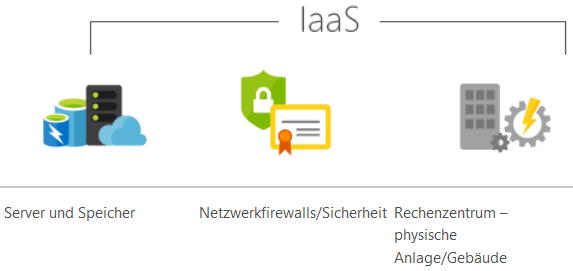 IaaS
Server und Speicher
Netzwerkfirewalls/Sicherheit
Rechenzentrum –
physische
Anlage/Gebäude